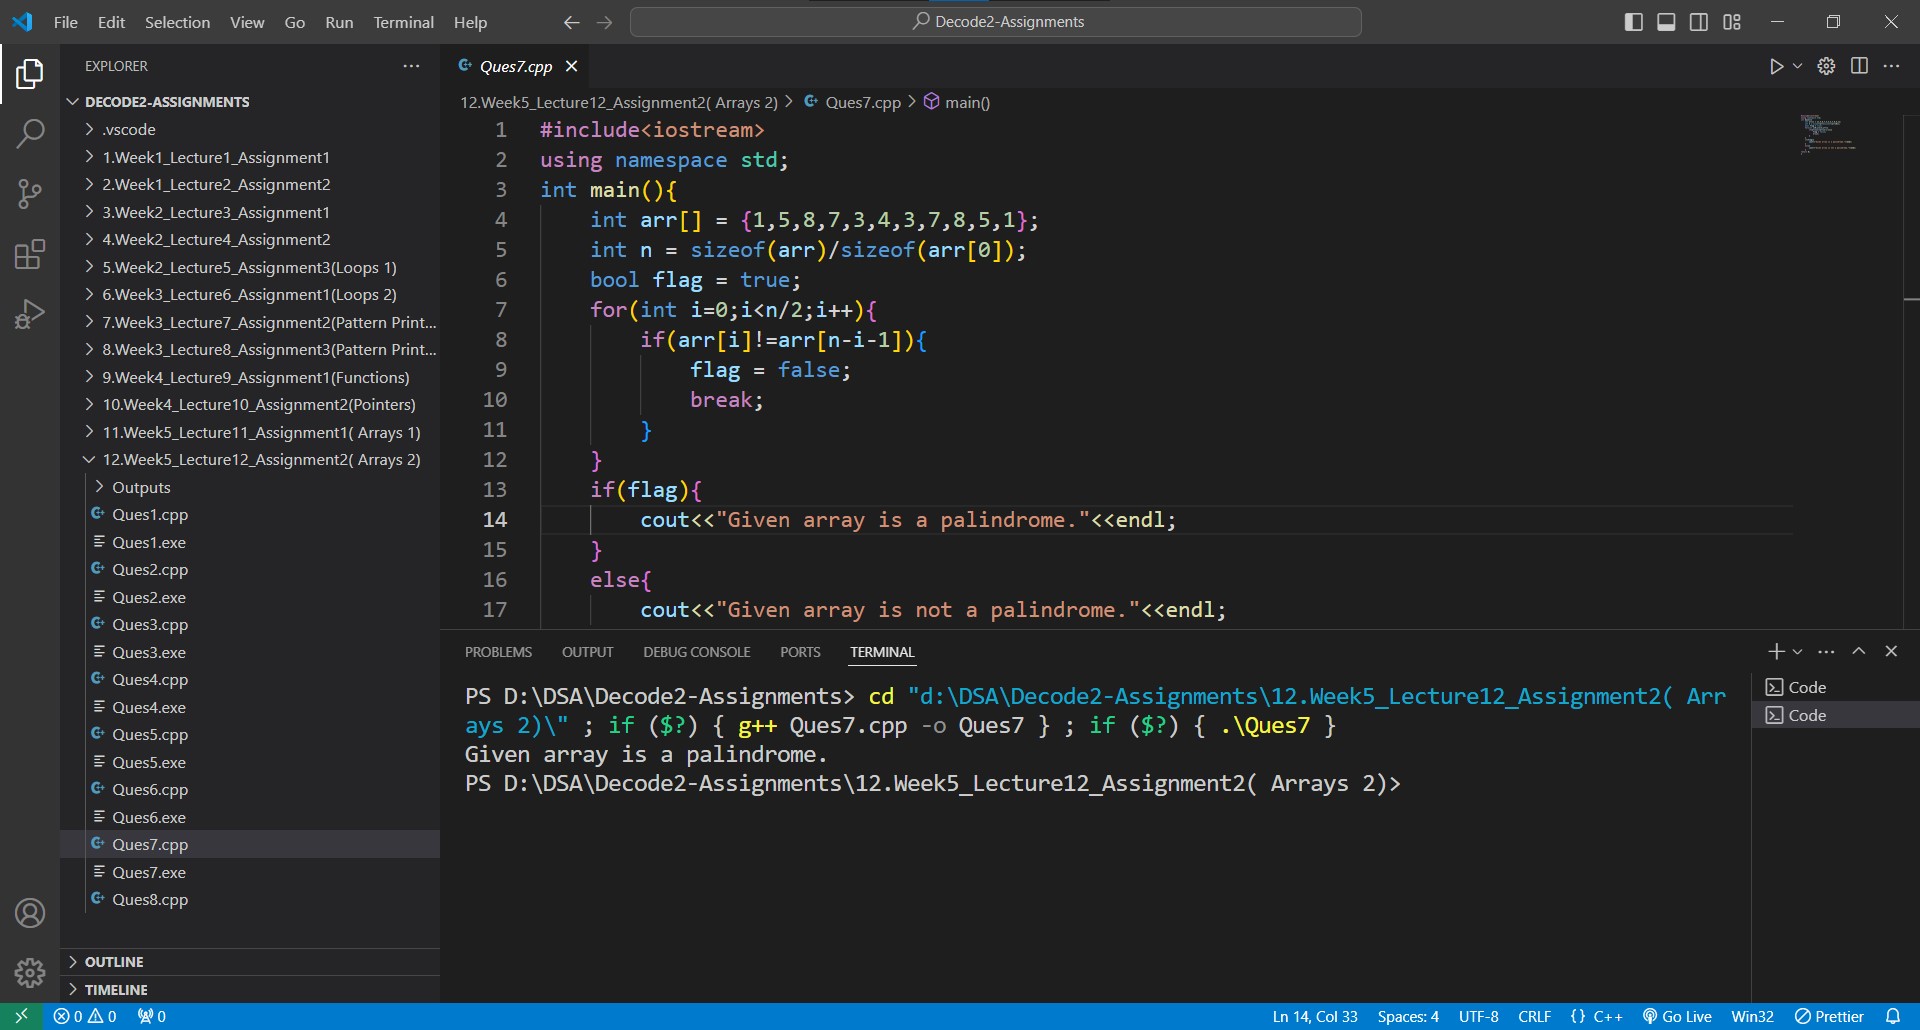 File Edit Selection View Go Run Terminal Help
Decode2-Assignments
EXPLORER
DECODE2-ASSIGNMENTS
.vscode
1.Week1_Lecture1_Assignment1
2.Week1_Lecture2_Assignment2
3.Week2_Lecture3_Assignment1
4.Week2_Lecture4_Assignment2
5.Week2_Lecture5_Assignment3(Loops 1)
6.Week3_Lecture6_Assignment1(Loops 2)
7.Week3_Lecture7_Assignment2(Pattern Print...
8.Week3_Lecture8_Assignment3(Pattern Print...
9.Week4_Lecture9_Assignment1(Functions)
10.Week4_Lecture10_Assignment2(Pointers)
11.Week5_Lecture11_Assignment1( Arrays 1)
12.Week5_Lecture12_Assignment2( Arrays 2)
Outputs
Ques1.cpp
Ques1.exe
Ques2.cpp
Ques2.exe
Ques3.cpp
Ques3.exe
Ques4.cpp
Ques4.exe
Ques5.cpp
Ques5.exe
Ques6.cpp
Ques6.exe
Ques7.cpp
Ques7.exe
Ques8.cpp
OUTLINE
TIMELINE
Ques7.cpp
12.Week5_Lecture12_Assignment2( Arrays 2) > Ques7.cpp > main()
1 #include<iostream>
2 using namespace std;
3 int main(){
4     int arr[] = {1,5,8,7,3,4,3,7,8,5,1};
5     int n = sizeof(arr)/sizeof(arr[0]);
6     bool flag = true;
7     for(int i=0;i<n/2;i++){
8         if(arr[i]!=arr[n-i-1]){
9             flag = false;
10             break;
11         }
12     }
13     if(flag){
14         cout<<"Given array is a palindrome."<<endl;
15     }
16     else{
17         cout<<"Given array is not a palindrome."<<endl;
PROBLEMS OUTPUT DEBUG CONSOLE PORTS TERMINAL
PS D:\DSA\Decode2-Assignments> cd "d:\DSA\Decode2-Assignments\12.Week5_Lecture12_Assignment2( Arr
ays 2)\" ; if ($?) { g++ Ques7.cpp -o Ques7 } ; if ($?) { .\Ques7 }
Given array is a palindrome.
PS D:\DSA\Decode2-Assignments\12.Week5_Lecture12_Assignment2( Arrays 2)>
Code
Code
0 0 0 Ln 14, Col 33 Spaces: 4 UTF-8 CRLF {} C++ Go Live Win32 Prettier